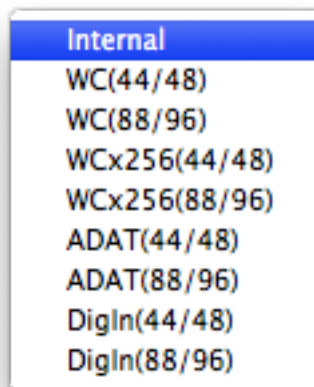 Internal
WC(44/48)
WC(88/96)
WCx256(44/48)
WCx256(88/96)
ADAT(44/48)
ADAT(88/96)
DigIn(44/48)
DigIn(88/96)